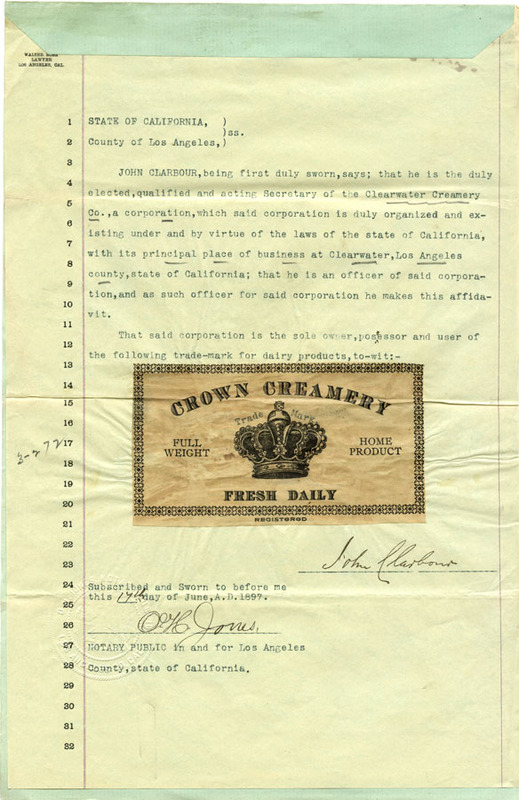 LAWYER
LOS ANGELES, CAL.
1 STATE OF CALIFORNIA, )
)ss.
2 County of Los Angeles,)
3
JOHN CLARBOUR,being first duly sworn,says; that he is the duly
4
elected,qualified and acting Secretary of the Clearwater Creamery
5
Co.,a corporation,which said corporation is duly organized and ex-
6
isting under and by virtue of the laws of the state of California,
7
with its principal place of business at Clearwater,Los Angeles
8
county,state of California; that he is an officer of said corpora-
9
tion,and as such officer for said corporation he makes this affida-
10
vit.
11
That said corporation is the sole owner,possessor and user of
12
the following trade-mark for dairy products,to-wit:-
13
14
CROWN CREAMERY
15
Trade Mark
16
17
FULL WEIGHT
HOME PRODUCT
3-272
18
19
FRESH DAILY
20
21
REGISTERED
22
John Clarbour
23
24 Subscribed and Sworn to before me
this 17th day of June,A.D.1897.
25
26 O H Jones.
27 NOTARY PUBLIC in and for Los Angeles
28 County,state of California.
29
30
31
32